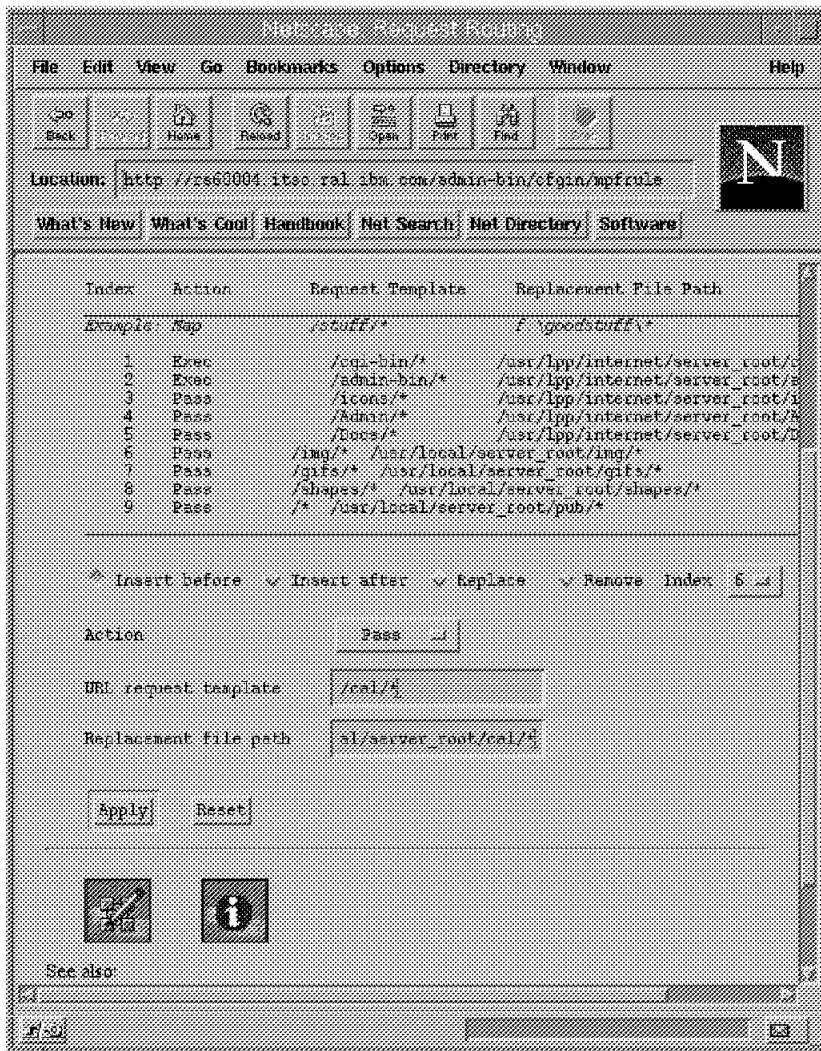 Netscape: Request Routing
File Edit View Go Bookmarks Options Directory Window Help
Back Forward Home Reload Images Open Print Find Stop
Location: http://rs60004.itso.ral.ibm.com/admin-bin/cfgin/mpfrule
N
What's New What's Cool Handbook Net Search Net Directory Software
Index Action Request Template Replacement File Path
Example: Map /stuff/* f \goodstuff\*
1 Exec /cgi-bin/* /usr/lpp/internet/server_root/c
2 Exec /admin-bin/* /usr/lpp/internet/server_root/a
3 Pass /icons/* /usr/lpp/internet/server_root/i
4 Pass /Admin/* /usr/lpp/internet/server_root/A
5 Pass /Docs/* /usr/lpp/internet/server_root/D
6 Pass /img/* /usr/local/server_root/img/*
7 Pass /gifs/* /usr/local/server_root/gifs/*
8 Pass /shapes/* /usr/local/server_root/shapes/*
9 Pass /* /usr/local/server_root/pub/*
Insert before Insert after Replace Remove Index 6
Action Pass
URL request template /cal/*
Replacement file path al/server_root/cal/*
Apply Reset
See also: